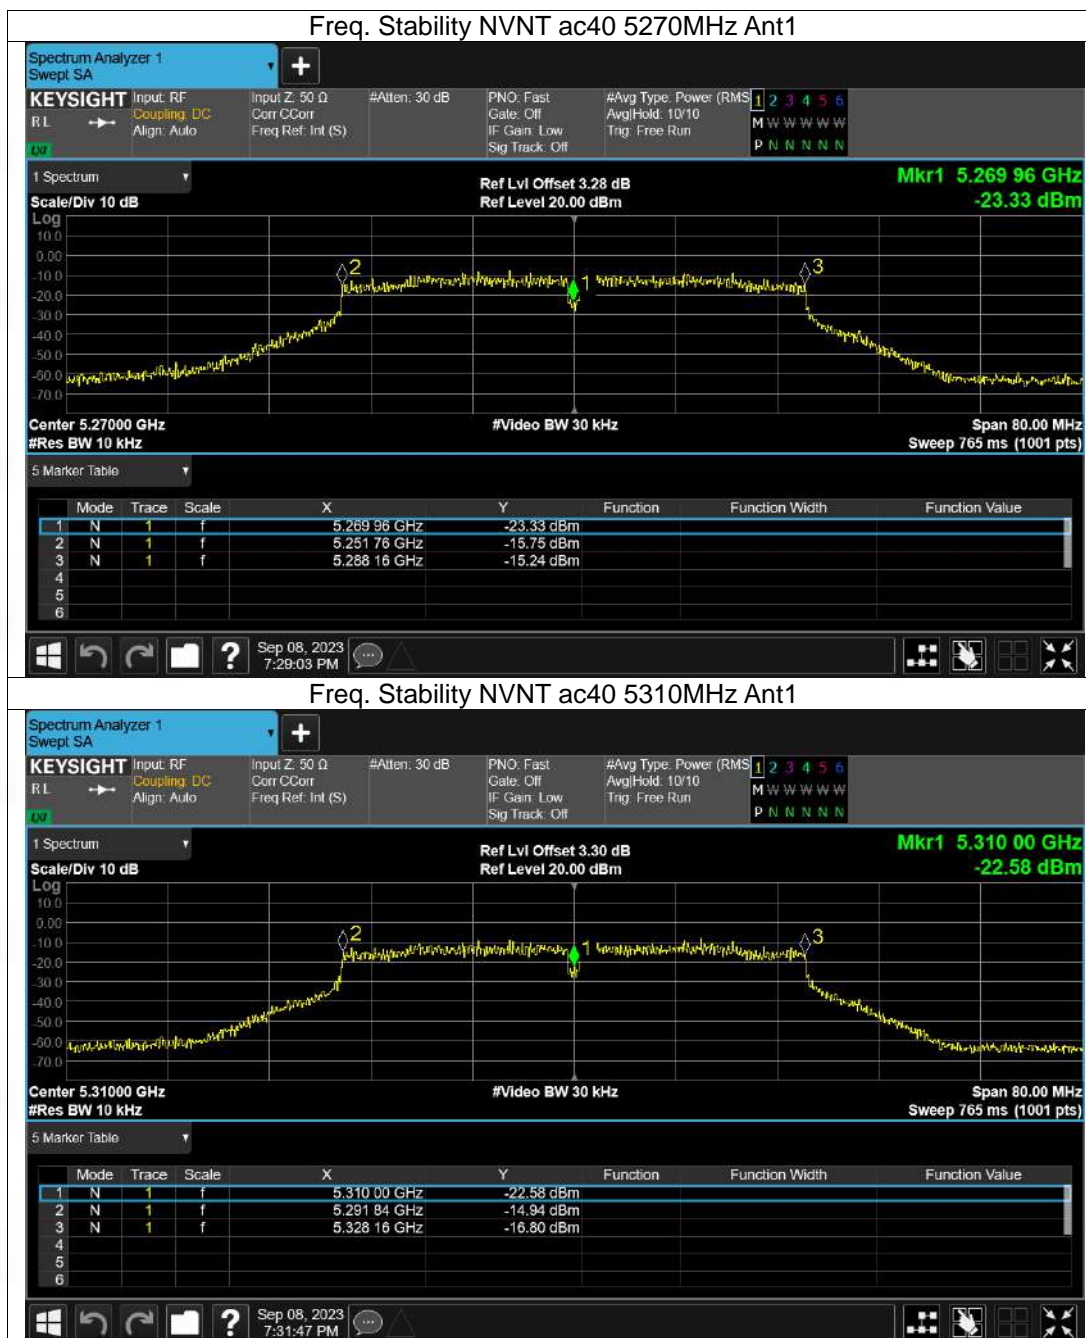 Freq. Stability NVNT ac40 5270MHz Ant1
Spectrum Analyzer 1
Swept SA
+
KEYSIGHT Input: RF Input Z: 50 Ω #Atten: 30 dB PNO: Fast #Avg Type: Power (RMS 1 2 3 4 5 6
RL Coupling: DC Corr CCorr Gate: Off Avg|Hold: 10/10 M W W W W W
Align: Auto Freq Ref: Int (S) IF Gain: Low Trig: Free Run
LXI Sig Track: Off P N N N N N
1 Spectrum Ref Lvl Offset 3.28 dB Mkr1 5.269 96 GHz
Scale/Div 10 dB Ref Level 20.00 dBm -23.33 dBm
Log
10.0
0.00
-10.0 2 3
-20.0 1
-30.0
-40.0
-50.0
-60.0
-70.0
Center 5.27000 GHz #Video BW 30 kHz Span 80.00 MHz
#Res BW 10 kHz Sweep 765 ms (1001 pts)
5 Marker Table
Mode Trace Scale X Y Function Function Width Function Value
1 N 1 f 5.269 96 GHz -23.33 dBm
2 N 1 f 5.251 76 GHz -15.75 dBm
3 N 1 f 5.288 16 GHz -15.24 dBm
4
5
6
? Sep 08, 2023
7:29:03 PM
Freq. Stability NVNT ac40 5310MHz Ant1
Spectrum Analyzer 1
Swept SA
+
KEYSIGHT Input: RF Input Z: 50 Ω #Atten: 30 dB PNO: Fast #Avg Type: Power (RMS 1 2 3 4 5 6
RL Coupling: DC Corr CCorr Gate: Off Avg|Hold: 10/10 M W W W W W
Align: Auto Freq Ref: Int (S) IF Gain: Low Trig: Free Run
LXI Sig Track: Off P N N N N N
1 Spectrum Ref Lvl Offset 3.30 dB Mkr1 5.310 00 GHz
Scale/Div 10 dB Ref Level 20.00 dBm -22.58 dBm
Log
10.0
0.00
-10.0 2 3
-20.0 1
-30.0
-40.0
-50.0
-60.0
-70.0
Center 5.31000 GHz #Video BW 30 kHz Span 80.00 MHz
#Res BW 10 kHz Sweep 765 ms (1001 pts)
5 Marker Table
Mode Trace Scale X Y Function Function Width Function Value
1 N 1 f 5.310 00 GHz -22.58 dBm
2 N 1 f 5.291 84 GHz -14.94 dBm
3 N 1 f 5.328 16 GHz -16.80 dBm
4
5
6
? Sep 08, 2023
7:31:47 PM